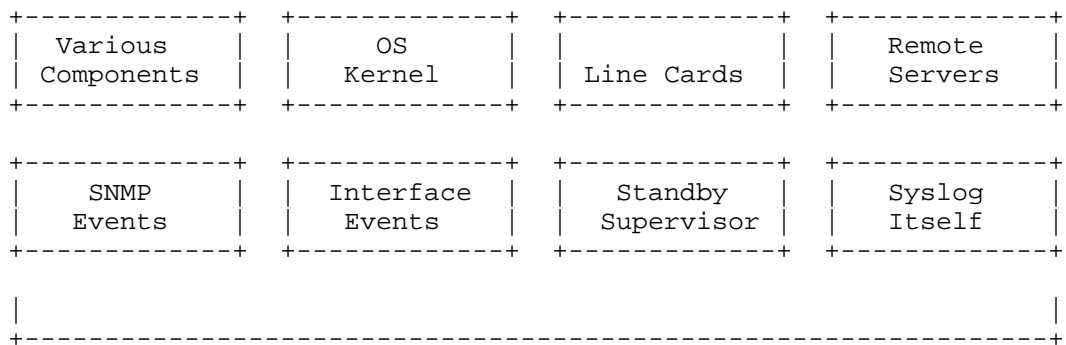 Various OS Remote
Components Kernel Line Cards Servers
SNMP Interface Standby Syslog
Events Events Supervisor Itself